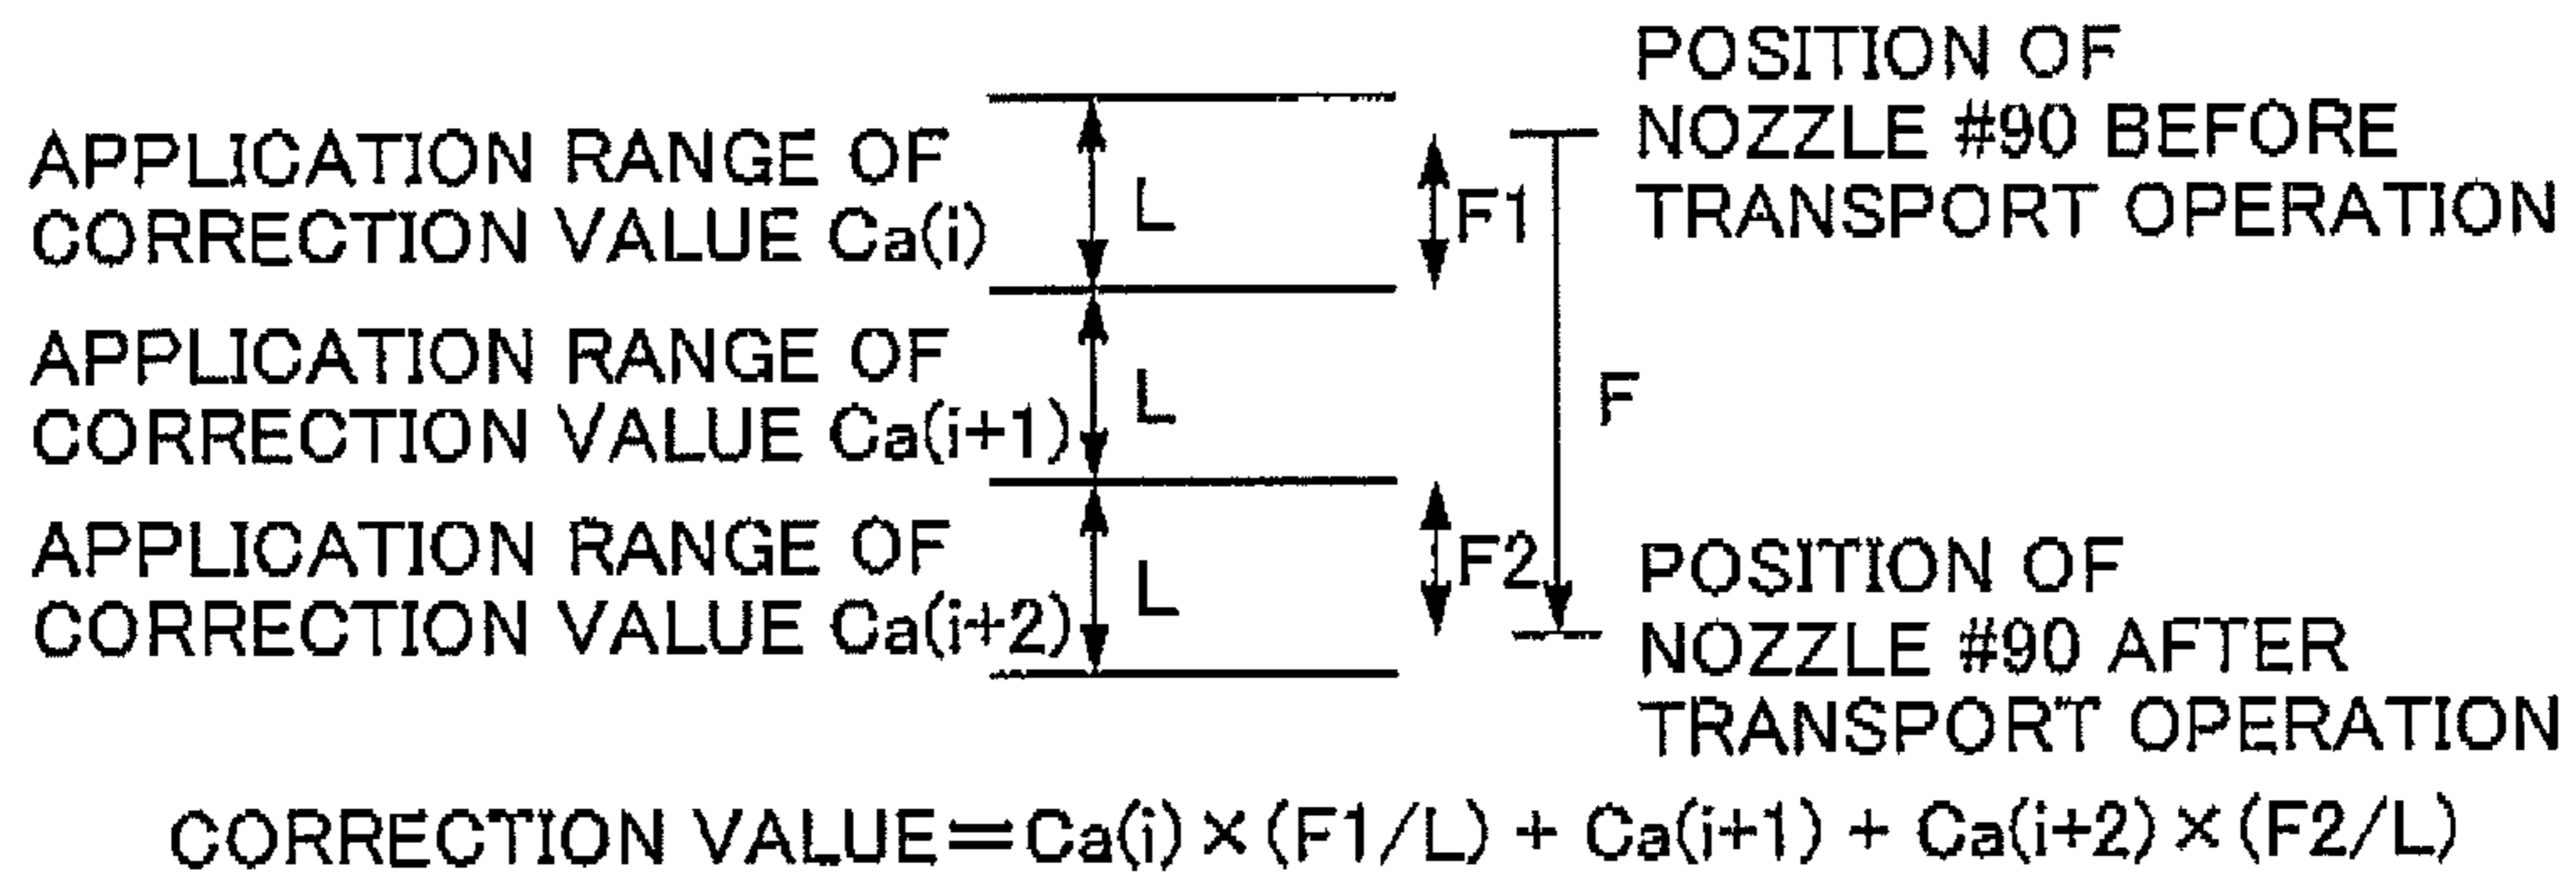 POSITION OF
NOZZLE #90 BEFORE
TRANSPORT OPERATION
APPLICATION RANGE OF
CORRECTION VALUE Ca(i)
L
F1
APPLICATION RANGE OF
CORRECTION VALUE Ca(i+1)
L
F
APPLICATION RANGE OF
CORRECTION VALUE Ca(i+2)
L
F2
POSITION OF
NOZZLE #90 AFTER
TRANSPORT OPERATION
CORRECTION VALUE=Ca(i)×(F1/L) + Ca(i+1) + Ca(i+2)×(F2/L)